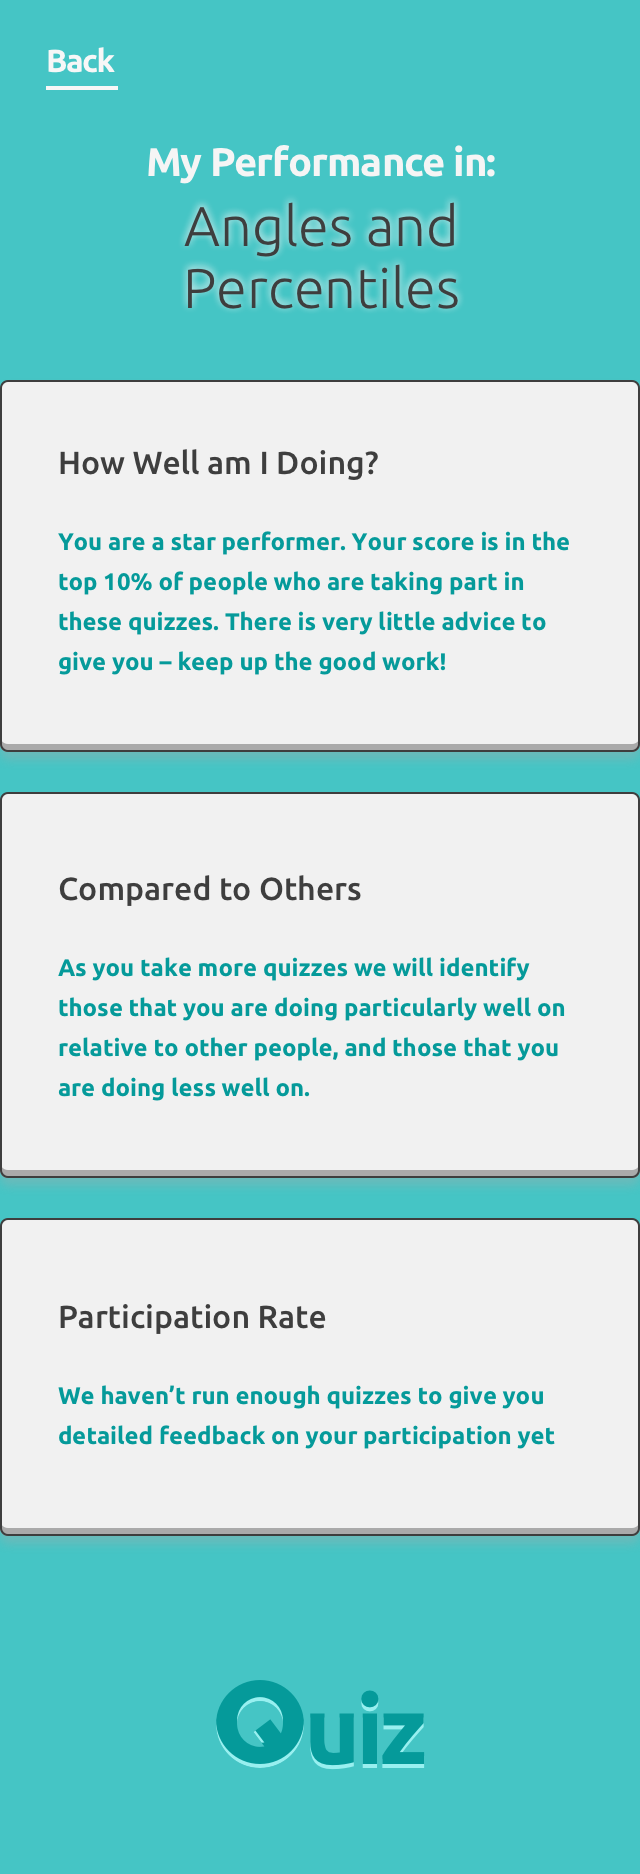 Back
My Performance in:
Angles and
Percentiles
How Well am I Doing?
You are a star performer. Your score is in the
top 10% of people who are taking part in
these quizzes. There is very little advice to
give you – keep up the good work!
Compared to Others
As you take more quizzes we will identify
those that you are doing particularly well on
relative to other people, and those that you
are doing less well on.
Participation Rate
We haven’t run enough quizzes to give you
detailed feedback on your participation yet
Quiz